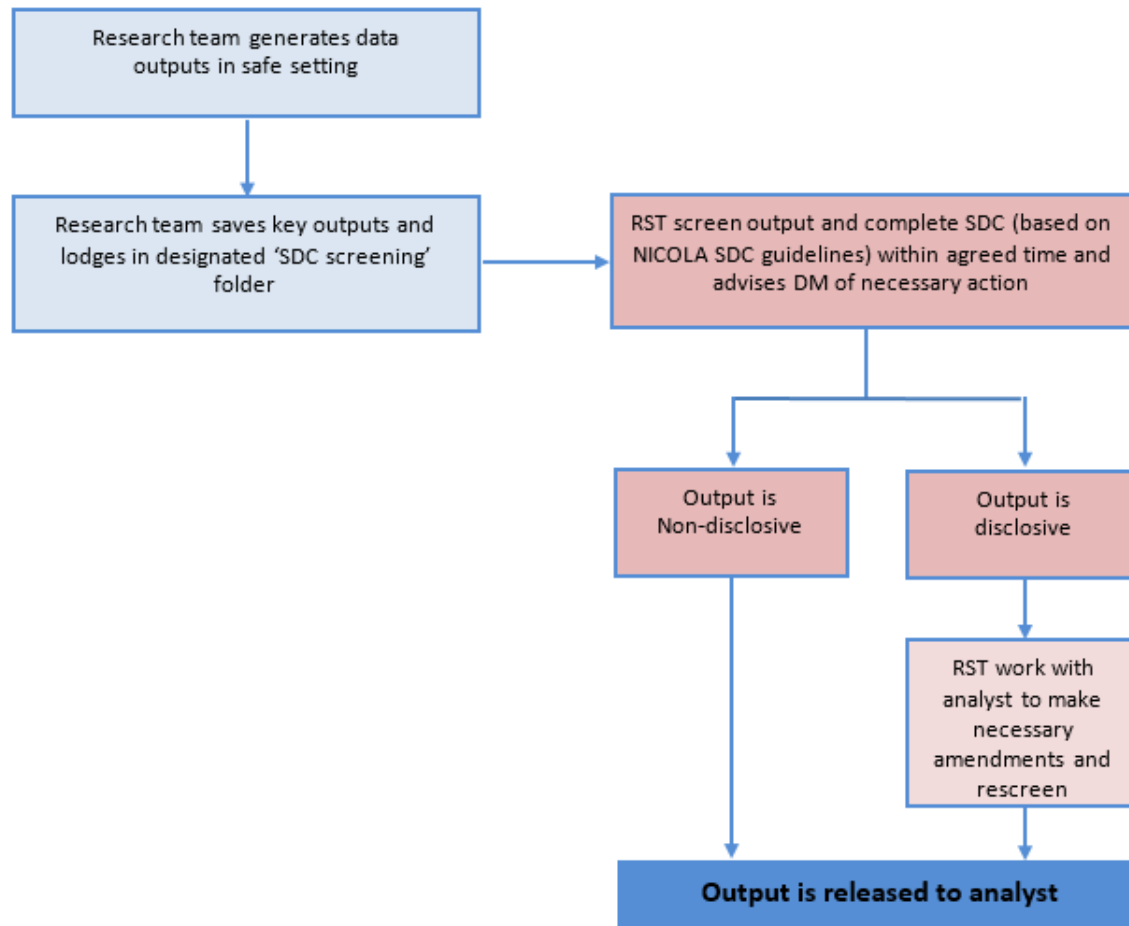 Research team generates data
outputs in safe setting
Research team saves key outputs and
lodges in designated ‘SDC screening’
folder
RST screen output and complete SDC (based on
NICOLA SDC guidelines) within agreed time and
advises DM of necessary action
Output is
Non-disclosive
Output is
disclosive
RST work with
analyst to make
necessary
amendments and
rescreen
Output is released to analyst